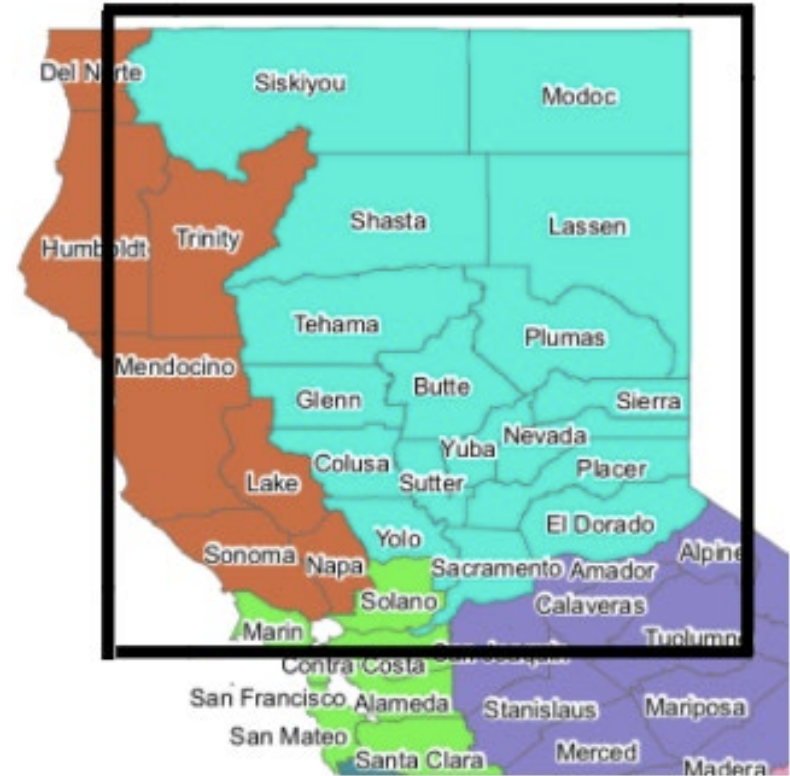 Del Norte
Siskiyou
Modoc
Humboldt
Trinity
Shasta
Lassen
Tehama
Plumas
Mendocino
Glenn
Butte
Sierra
Colusa
Yuba
Nevada
Lake
Sutter
Placer
Sonoma
Napa
Yolo
El Dorado
Sacramento
Amador
Alpine
Solano
Calaveras
Marin
Tuolumne
Contra Costa
San Joaquin
San Francisco
Alameda
Stanislaus
Mariposa
San Mateo
Santa Clara
Merced
Madera